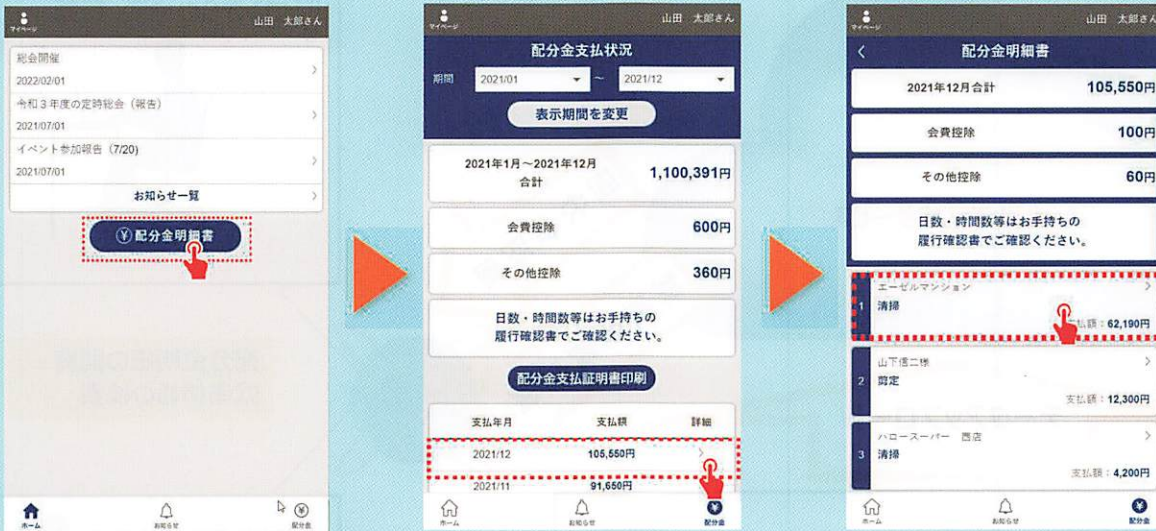 マイページ
山田 太郎さん
総会開催
2022/02/01
令和3年度の定時総会（報告）
2021/07/01
イベント参加報告（7/20）
2021/07/01
お知らせ一覧
¥配分金明細書
ホーム
お知らせ
配分金
マイページ
山田 太郎さん
配分金支払状況
期間 2021/01 ～ 2021/12
表示期間を変更
2021年1月～2021年12月
合計
1,100,391円
会費控除 600円
その他控除 360円
日数・時間数等はお手持ちの
履行確認書でご確認ください。
配分金支払証明書印刷
支払年月 支払額 詳細
2021/12 105,550円
2021/11 91,650円
ホーム
お知らせ
配分金
マイページ
山田 太郎さん
配分金明細書
2021年12月合計 105,550円
会費控除 100円
その他控除 60円
日数・時間数等はお手持ちの
履行確認書でご確認ください。
エーゼルマンション
1 清掃
払額：62,190円
山下信二様
2 剪定
支払額：12,300円
ハロースーパー 西店
3 清掃
支払額：4,200円
ホーム
お知らせ
配分金